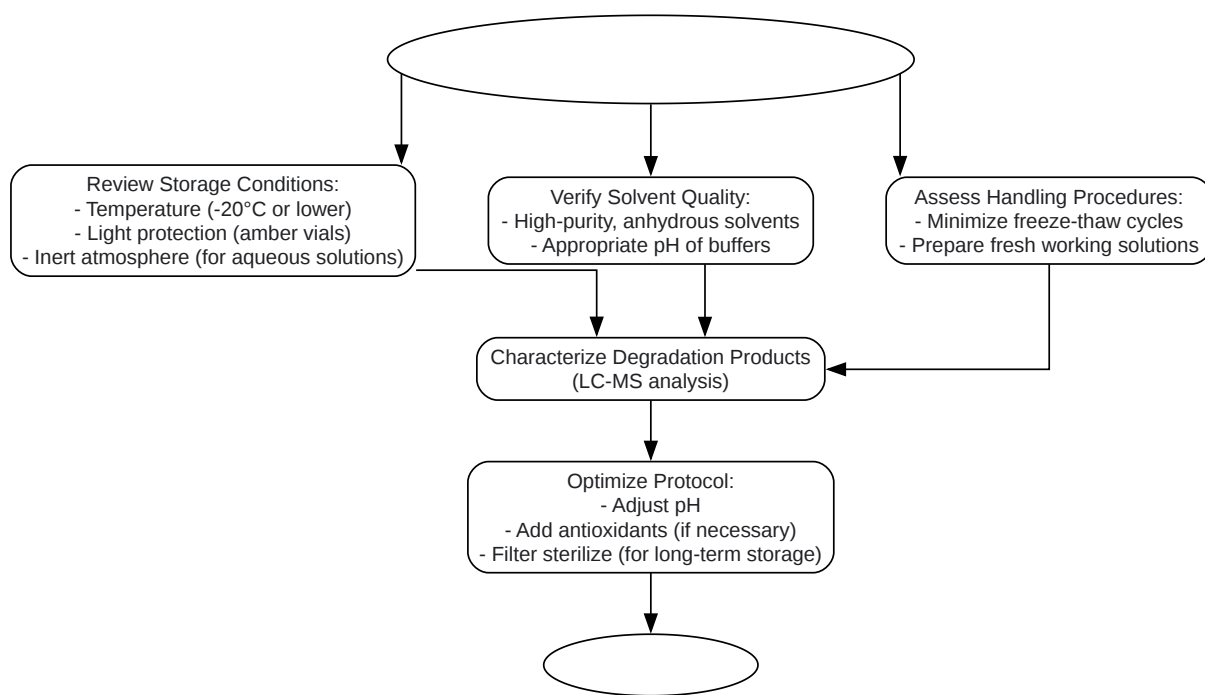 Review Storage Conditions:
- Temperature (-20°C or lower)
- Light protection (amber vials)
- Inert atmosphere (for aqueous solutions)
Verify Solvent Quality:
- High-purity, anhydrous solvents
- Appropriate pH of buffers
Assess Handling Procedures:
- Minimize freeze-thaw cycles
- Prepare fresh working solutions
Characterize Degradation Products
(LC-MS analysis)
Optimize Protocol:
- Adjust pH
- Add antioxidants (if necessary)
- Filter sterilize (for long-term storage)